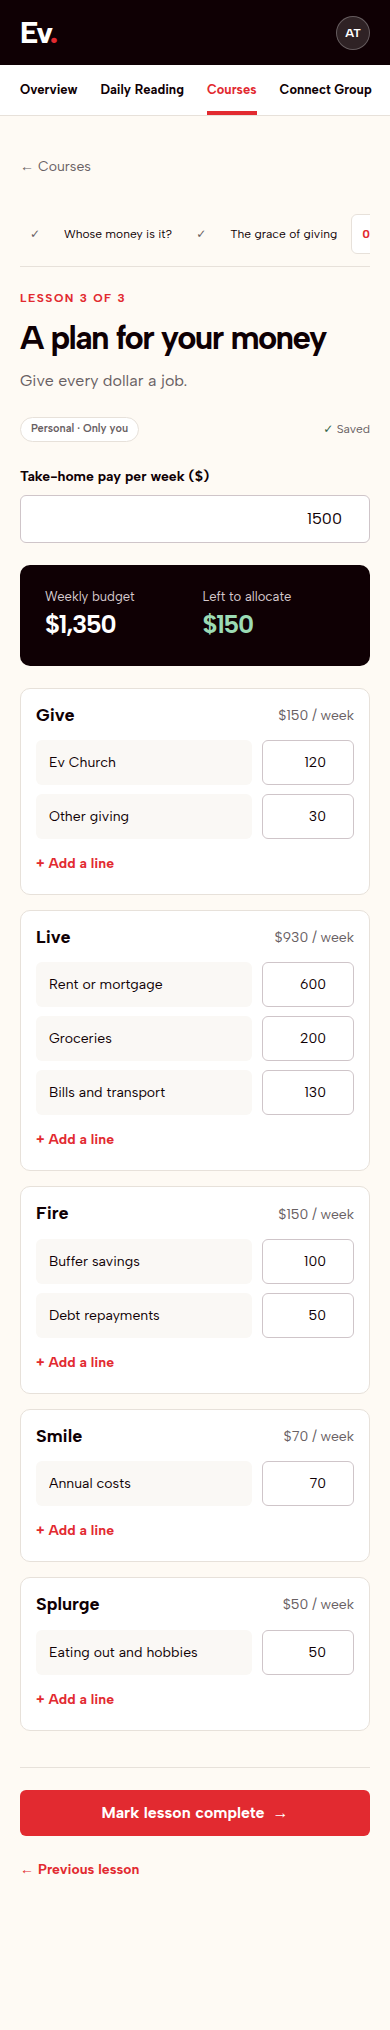 Ev.
AT
Overview Daily Reading Courses Connect Group
← Courses
✓ Whose money is it? ✓ The grace of giving 0
LESSON 3 OF 3
A plan for your money
Give every dollar a job.
Personal · Only you ✓ Saved
Take-home pay per week ($)
1500
Weekly budget Left to allocate
$1,350 $150
Give $150 / week
Ev Church 120
Other giving 30
+ Add a line
Live $930 / week
Rent or mortgage 600
Groceries 200
Bills and transport 130
+ Add a line
Fire $150 / week
Buffer savings 100
Debt repayments 50
+ Add a line
Smile $70 / week
Annual costs 70
+ Add a line
Splurge $50 / week
Eating out and hobbies 50
+ Add a line
Mark lesson complete →
← Previous lesson